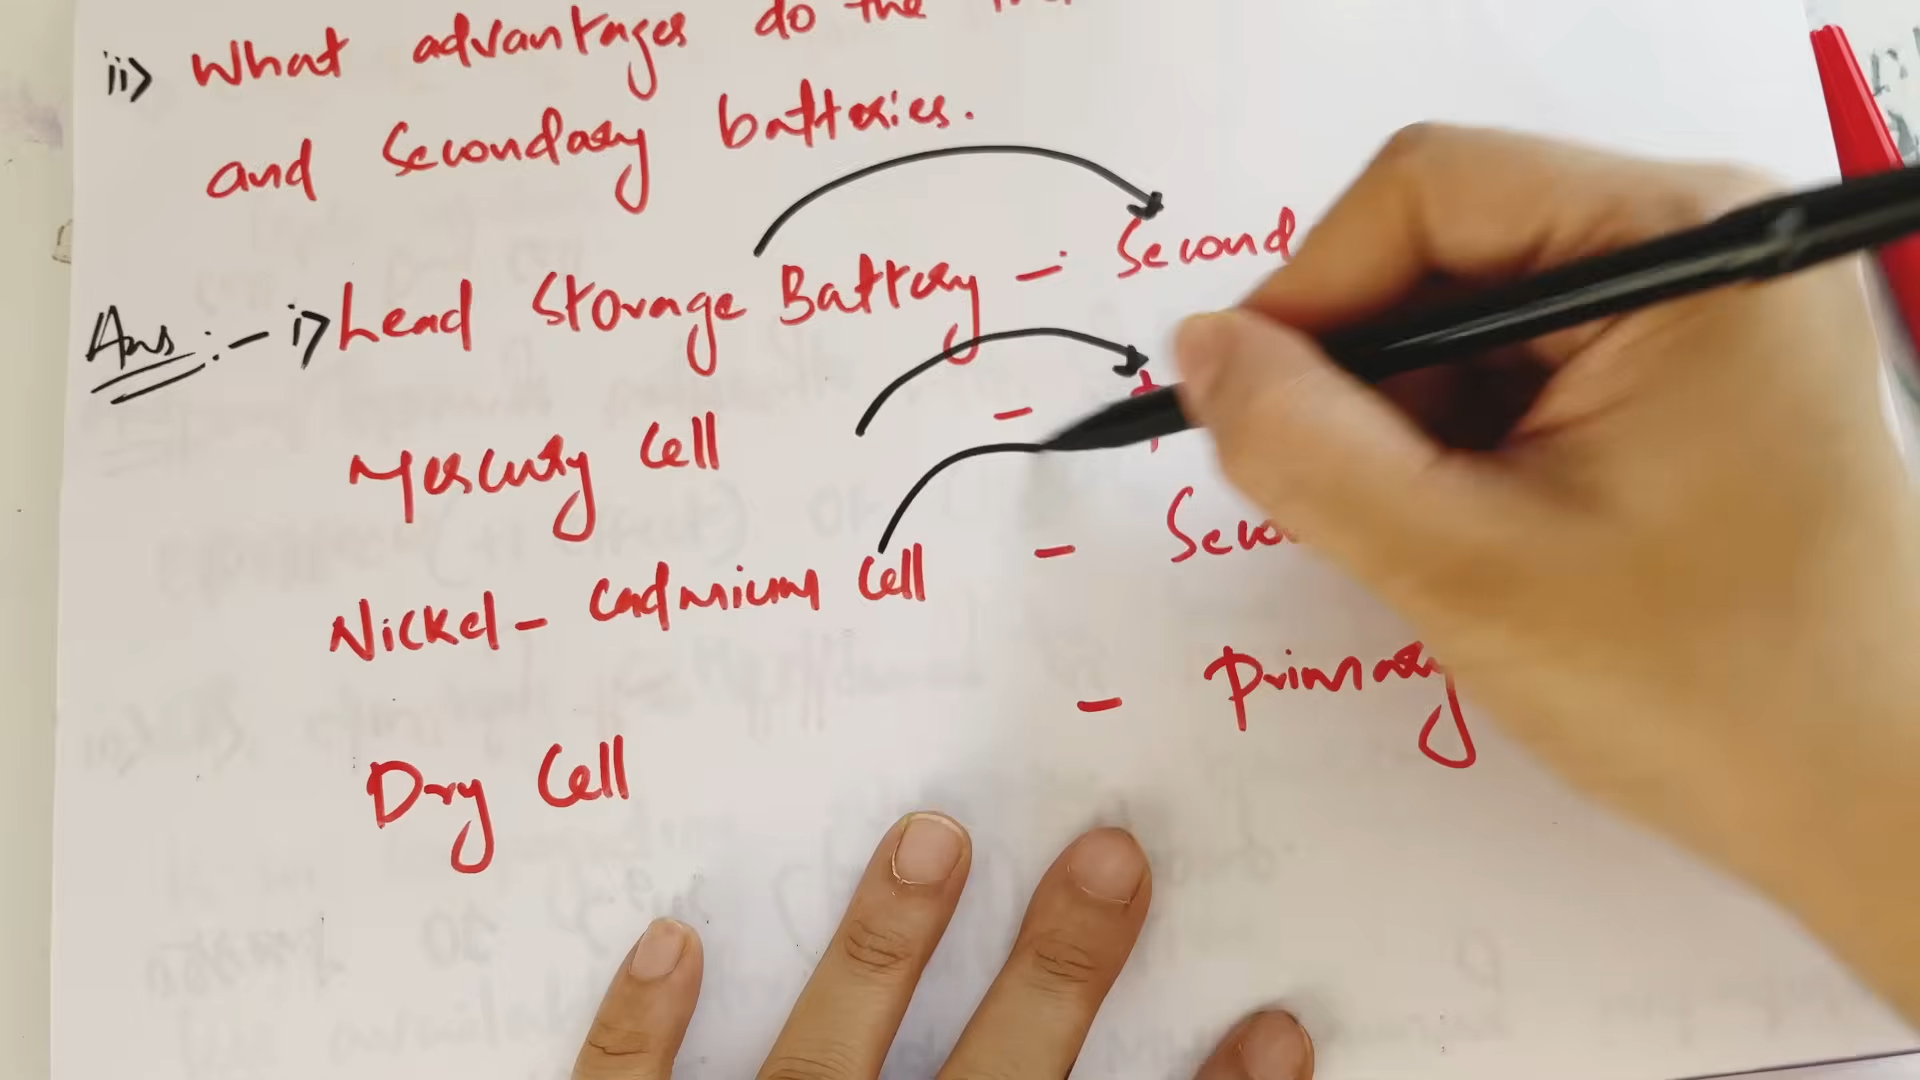 ii> What advantages do the
and Secondary batteries.
Ans :- i> Lead Storage Battery - Second
Mercury Cell -
Nickel - Cadmium Cell -
Dry Cell - Primary